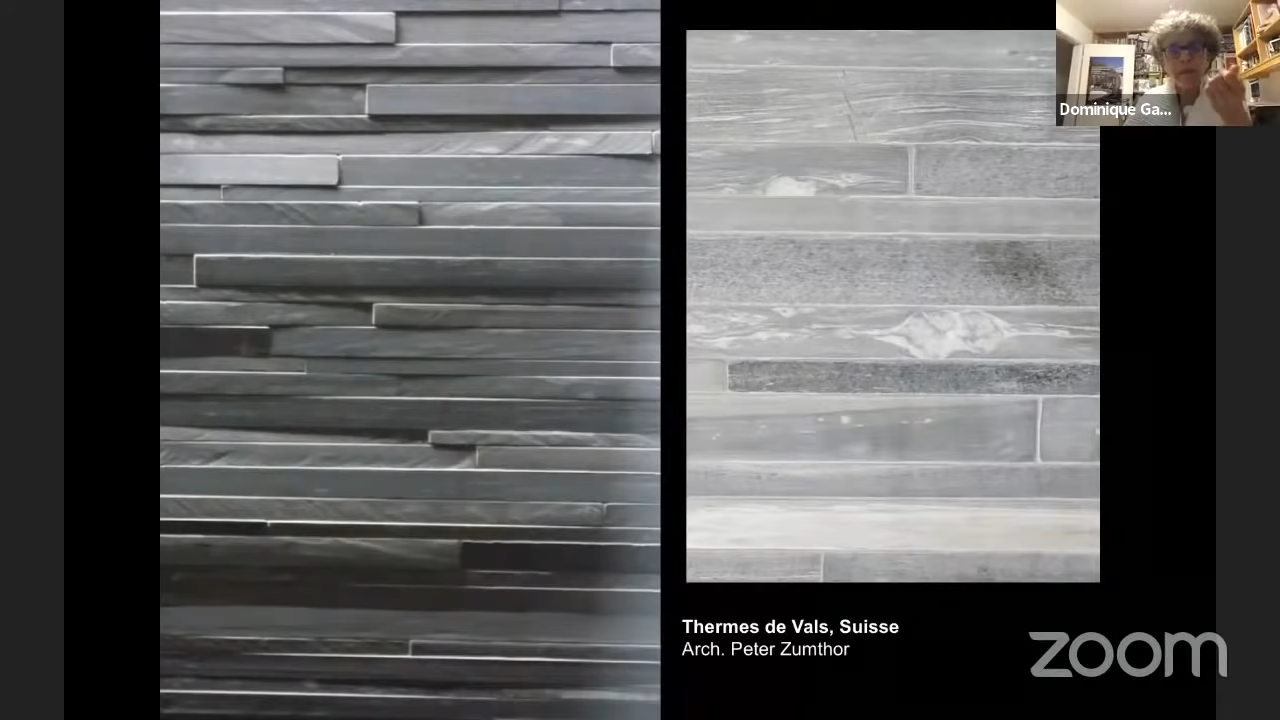 Dominique Ga...
Thermes de Vals, Suisse
Arch. Peter Zumthor
zoom